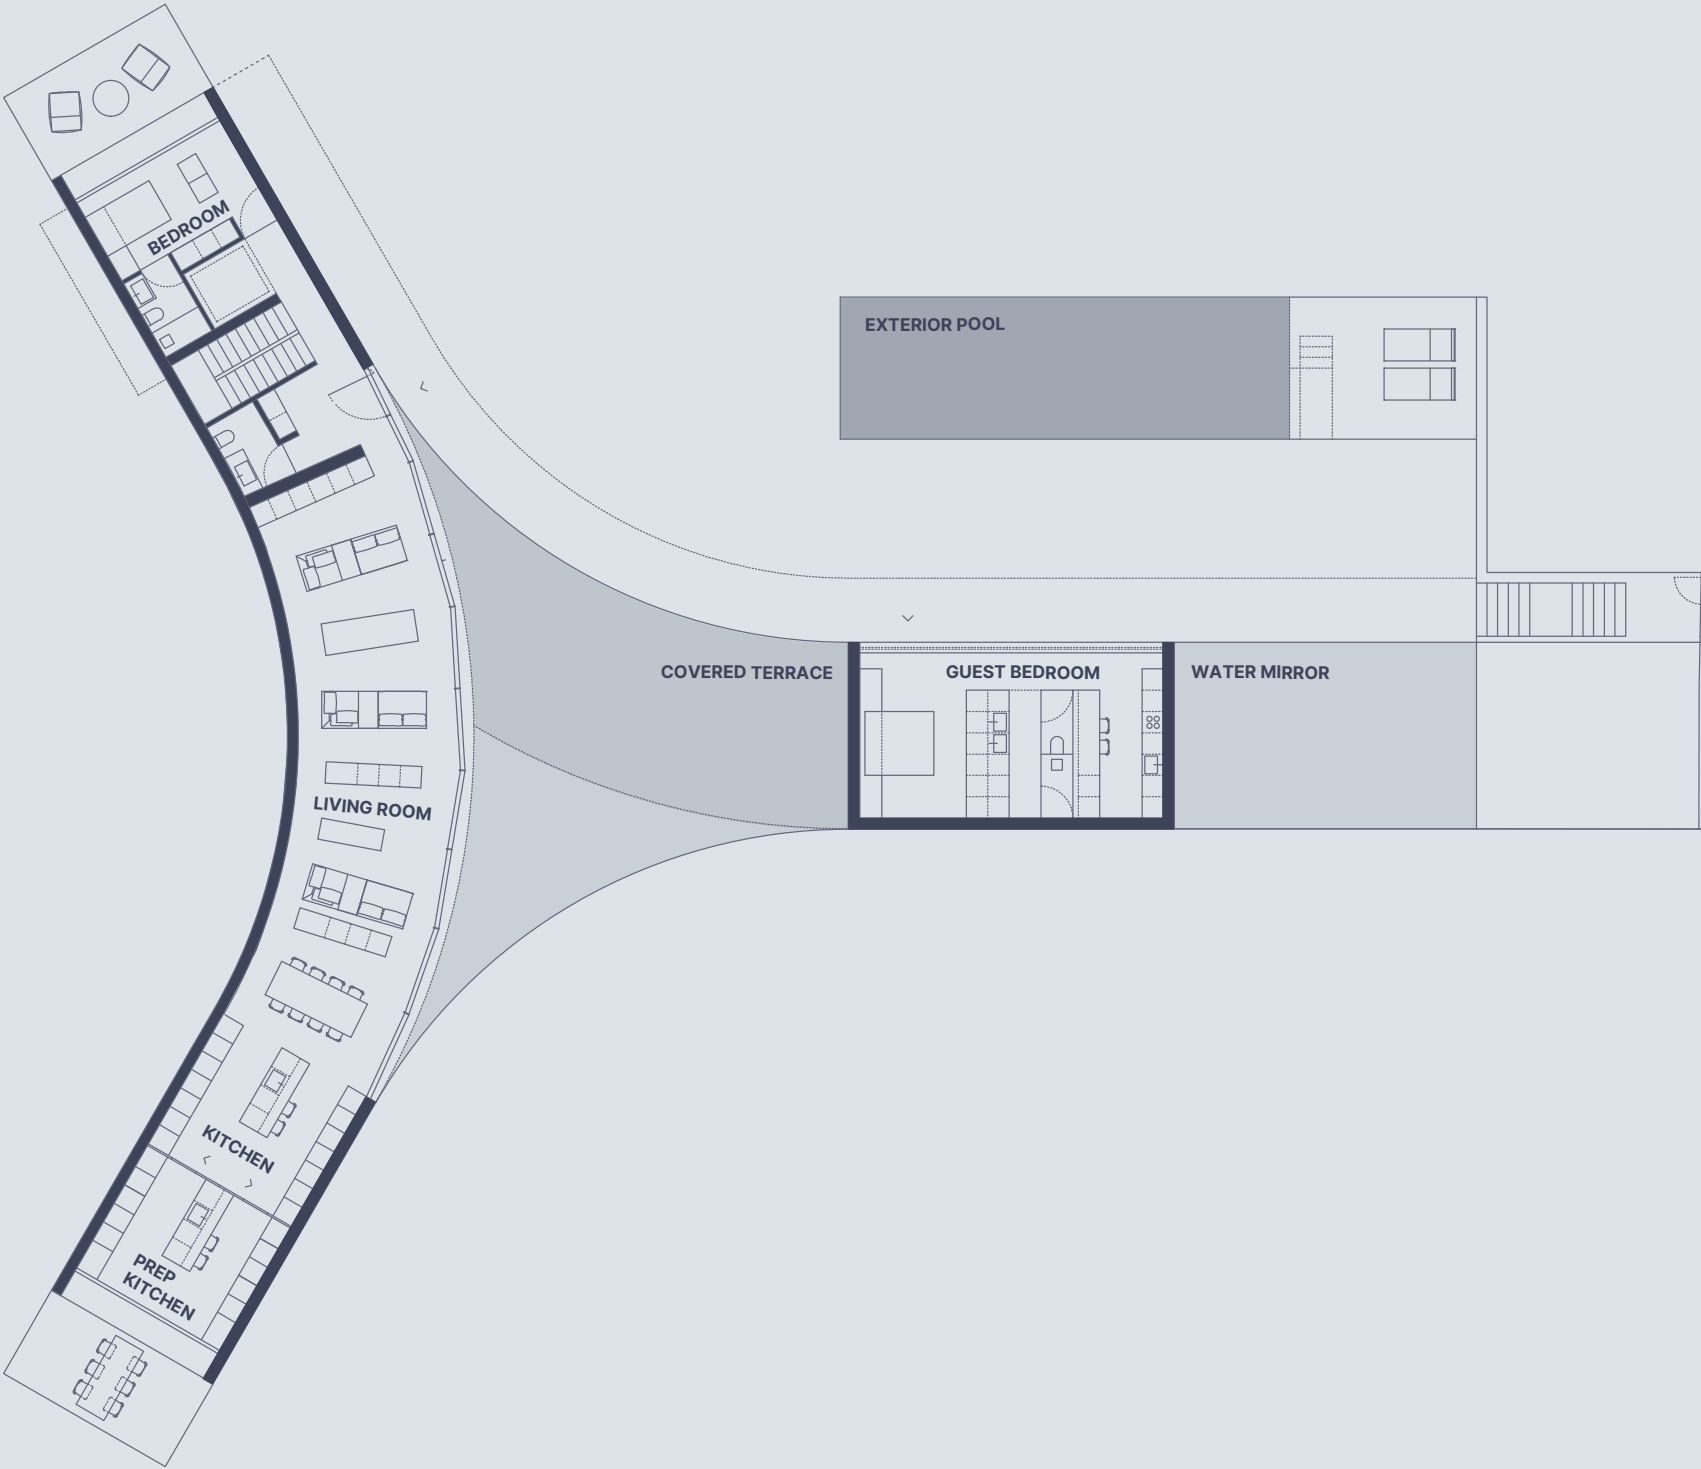 BEDROOM
EXTERIOR POOL
COVERED TERRACE
GUEST BEDROOM
WATER MIRROR
LIVING ROOM
KITCHEN
PREP
KITCHEN